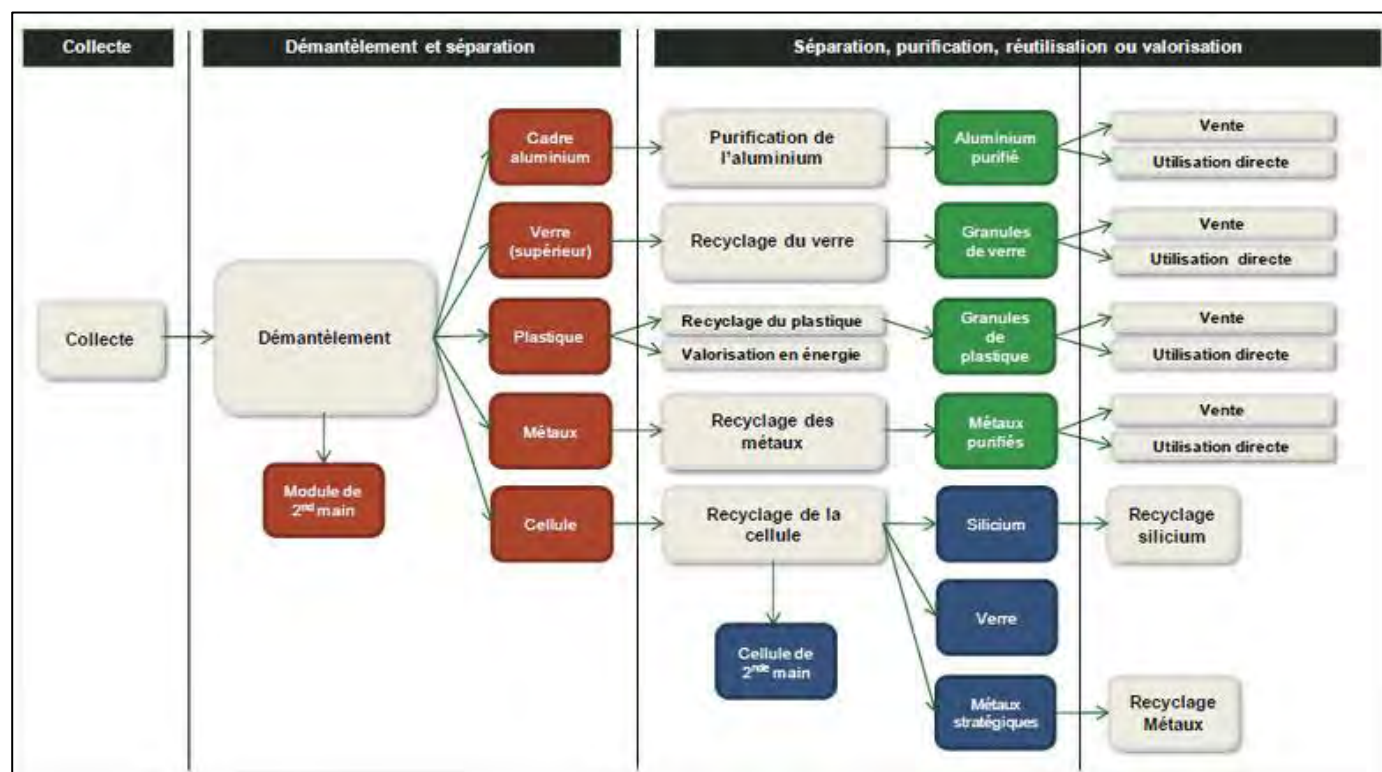 Collecte
Démantèlement et séparation
Séparation, purification, réutilisation ou valorisation
Collecte
Démantèlement
Module de
2nd main
Cadre
aluminium
Verre
(supérieur)
Plastique
Métaux
Cellule
Purification de
l'aluminium
Recyclage du verre
Recyclage du plastique
Valorisation en énergie
Recyclage des
métaux
Recyclage de la
cellule
Cellule de
2nde main
Aluminium
purifié
Granules
de verre
Granules
de
plastique
Métaux
purifiés
Silicium
Verre
Métaux
stratégiques
Vente
Utilisation directe
Vente
Utilisation directe
Vente
Utilisation directe
Vente
Utilisation directe
Recyclage
silicium
Recyclage
Métaux